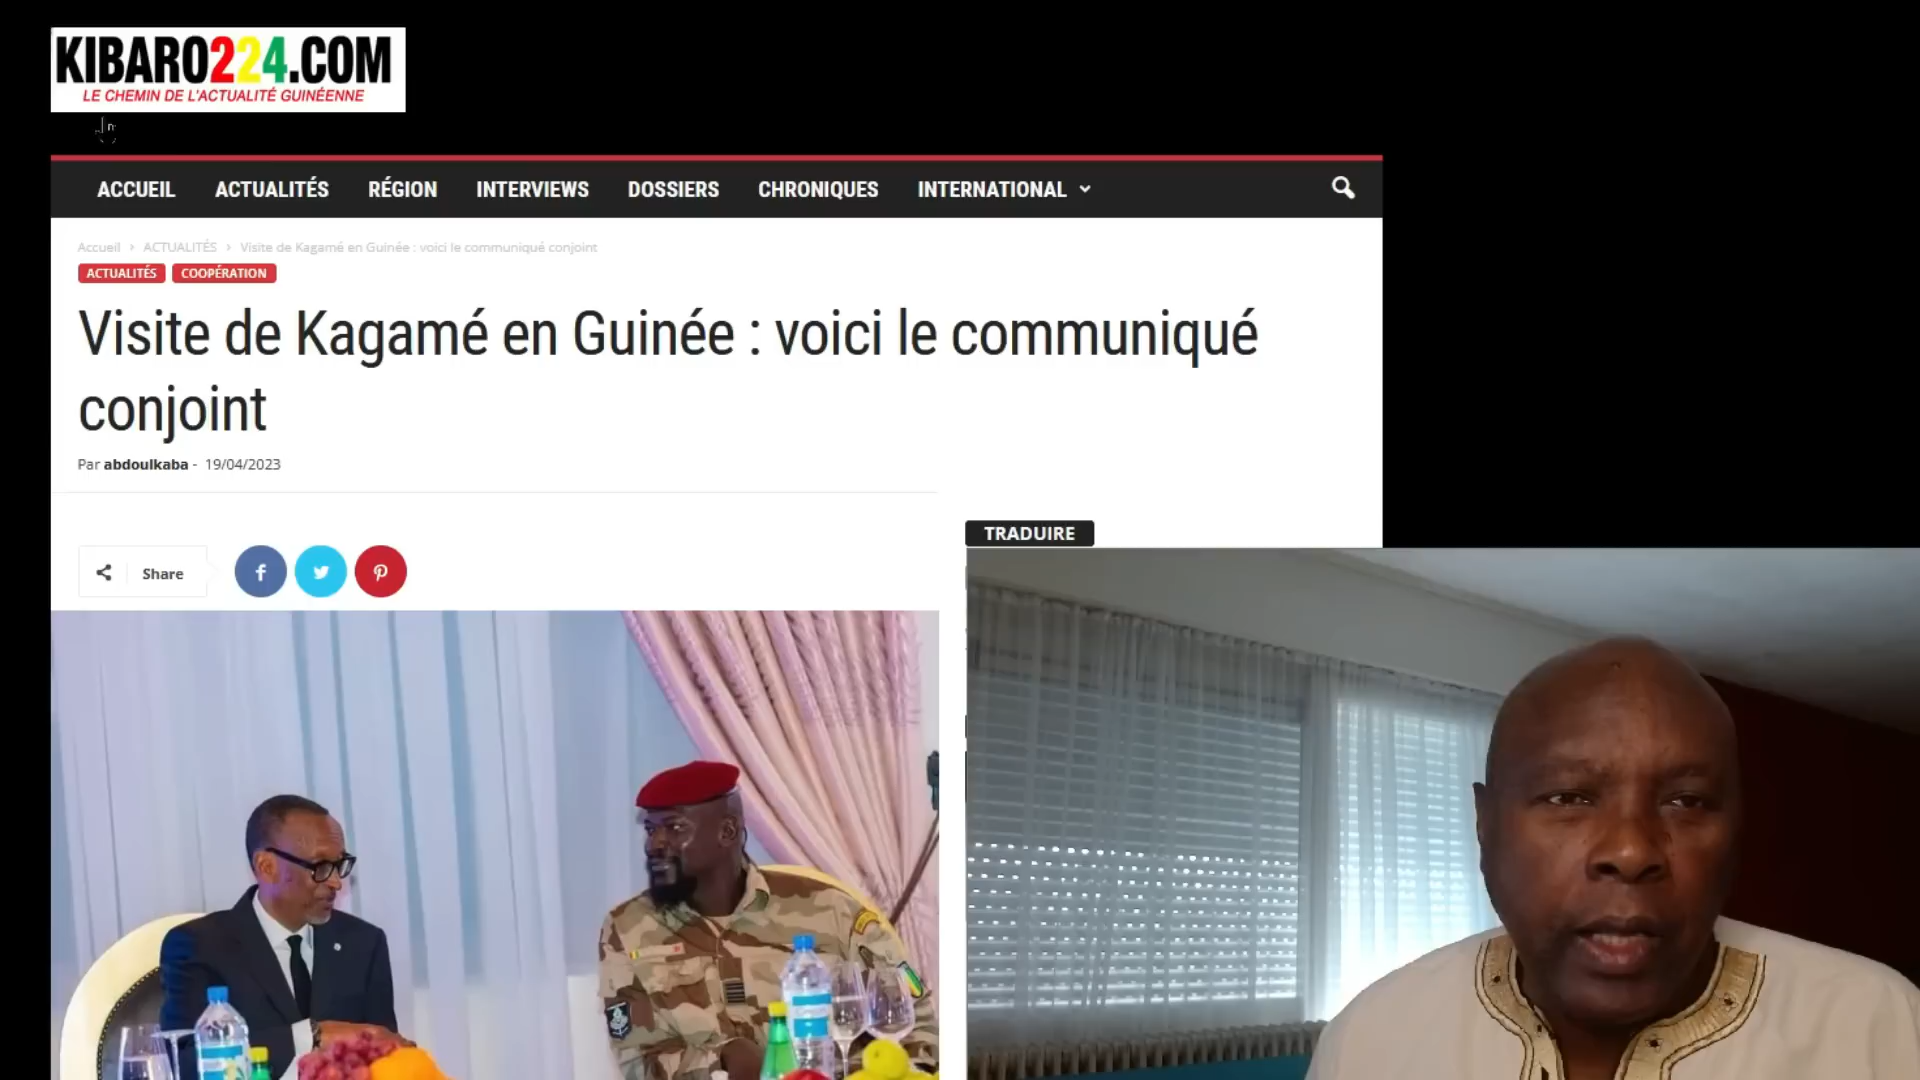 KIBARO224.COM
LE CHEMIN DE L'ACTUALITÉ GUINÉENNE
ACCUEIL ACTUALITÉS RÉGION INTERVIEWS DOSSIERS CHRONIQUES INTERNATIONAL
Accueil › ACTUALITÉS › Visite de Kagamé en Guinée : voici le communiqué conjoint
ACTUALITÉS COOPÉRATION
Visite de Kagamé en Guinée : voici le communiqué
conjoint
Par abdoulkaba - 19/04/2023
TRADUIRE
Share